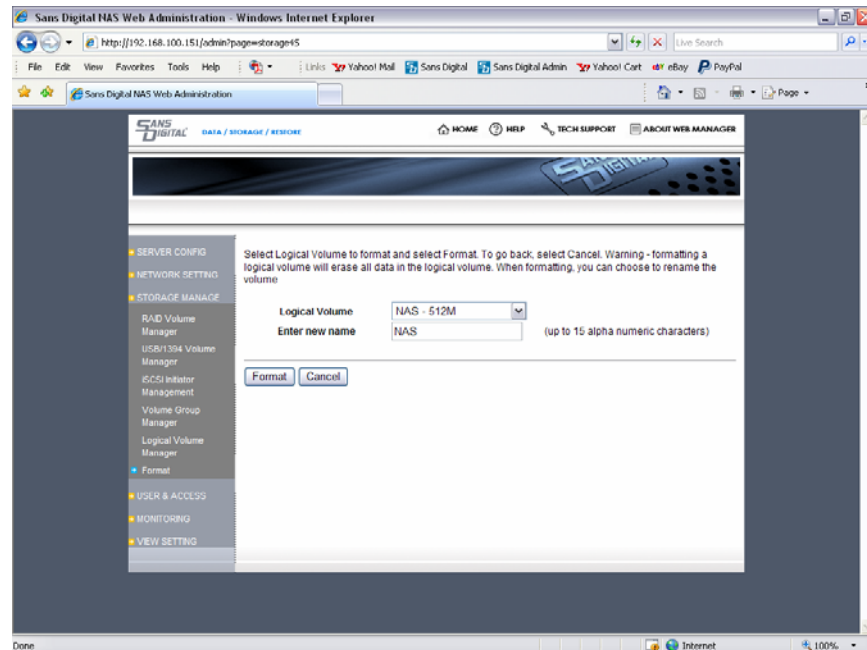 Sans Digital NAS Web Administration - Windows Internet Explorer
http://192.168.100.151/admin?page=storage45
Live Search
File Edit View Favorites Tools Help
Links Yahoo! Mail Sans Digital Sans Digital Admin Yahoo! Cart eBay PayPal
Sans Digital NAS Web Administration
Page
SANS DIGITAL DATA / STORAGE / RESTORE
HOME HELP TECH SUPPORT ABOUT WEB MANAGER
SANS DIGITAL
SERVER CONFIG
NETWORK SETTING
STORAGE MANAGE
RAID Volume
Manager
USB/1394 Volume
Manager
iSCSI Initiator
Management
Volume Group
Manager
Logical Volume
Manager
Format
USER & ACCESS
MONITORING
VIEW SETTING
Select Logical Volume to format and select Format. To go back, select Cancel. Warning - formatting a
logical volume will erase all data in the logical volume. When formatting, you can choose to rename the
volume
Logical Volume NAS - 512M
Enter new name NAS (up to 15 alpha numeric characters)
Format Cancel
Done
Internet
100%